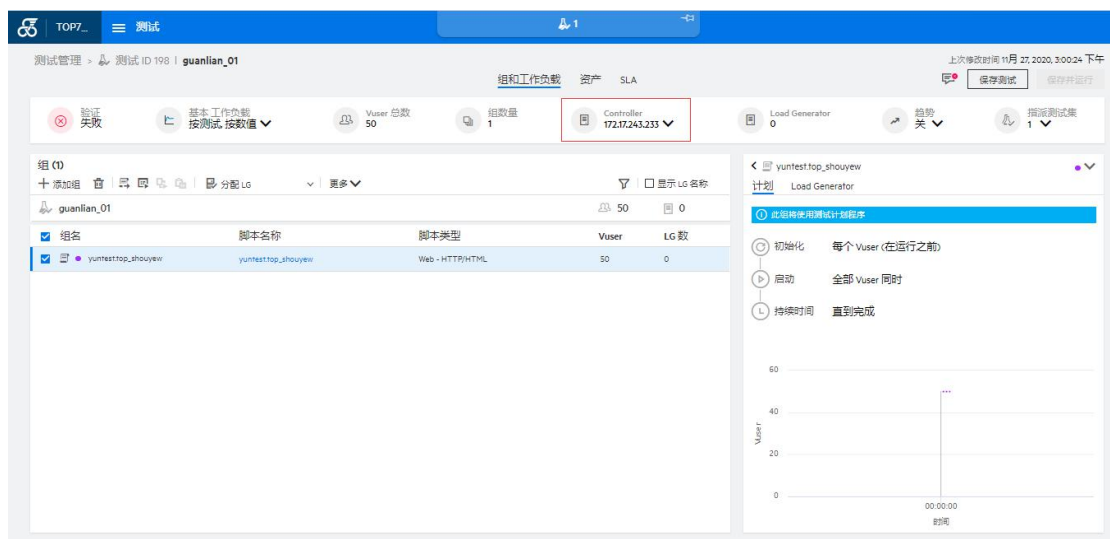 TOP7_ 测试 1
测试管理 > 测试 ID 198 | guanlian_01
上次修改时间 11月 27, 2020, 3:00:24 下午
组和工作负载 资产 SLA
保存测试 保存并运行
验证 失败
基本 工作负载 按测试, 按数值
Vuser 总数 50
组数量 1
Controller 172.17.243.233
Load Generator 0
趋势 关
指派测试集 1
组 (1)
添加组 分配 LG 更多 显示 LG 名称
guanlian_01 50 0
组名 脚本名称 脚本类型 Vuser LG 数
yuntest:top_shouyew yuntest:top_shouyew Web - HTTP/HTML 50 0
yuntest:top_shouyew
计划 Load Generator
此组将使用测试计划程序
初始化 每个 Vuser (在运行之前)
启动 全部 Vuser 同时
持续时间 直到完成
60
40
Vuser
20
0
00:00:00
时间